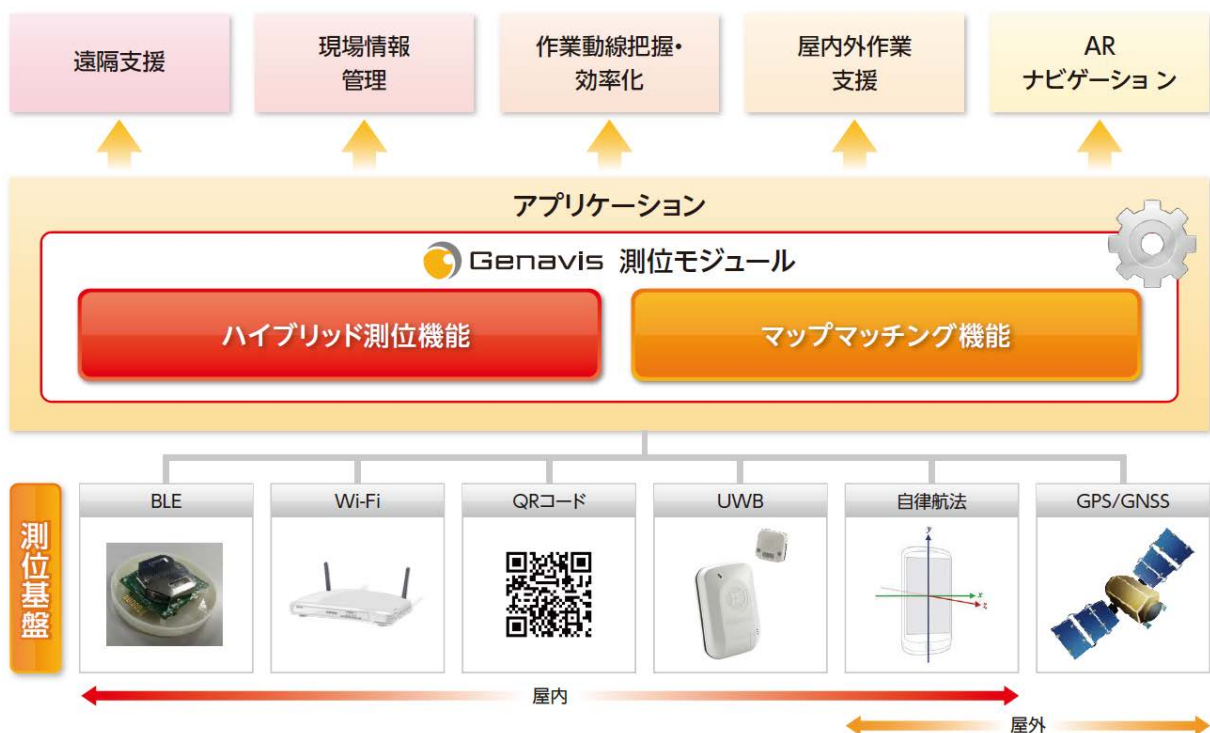 遠隔支援
現場情報
管理
作業動線把握・
効率化
屋内外作業
支援
AR
ナビゲーション
アプリケーション
Genavis 測位モジュール
ハイブリッド測位機能
マップマッチング機能
測位基盤
BLE
Wi-Fi
QRコード
UWB
自律航法
GPS/GNSS
y
x
z
屋内
屋外